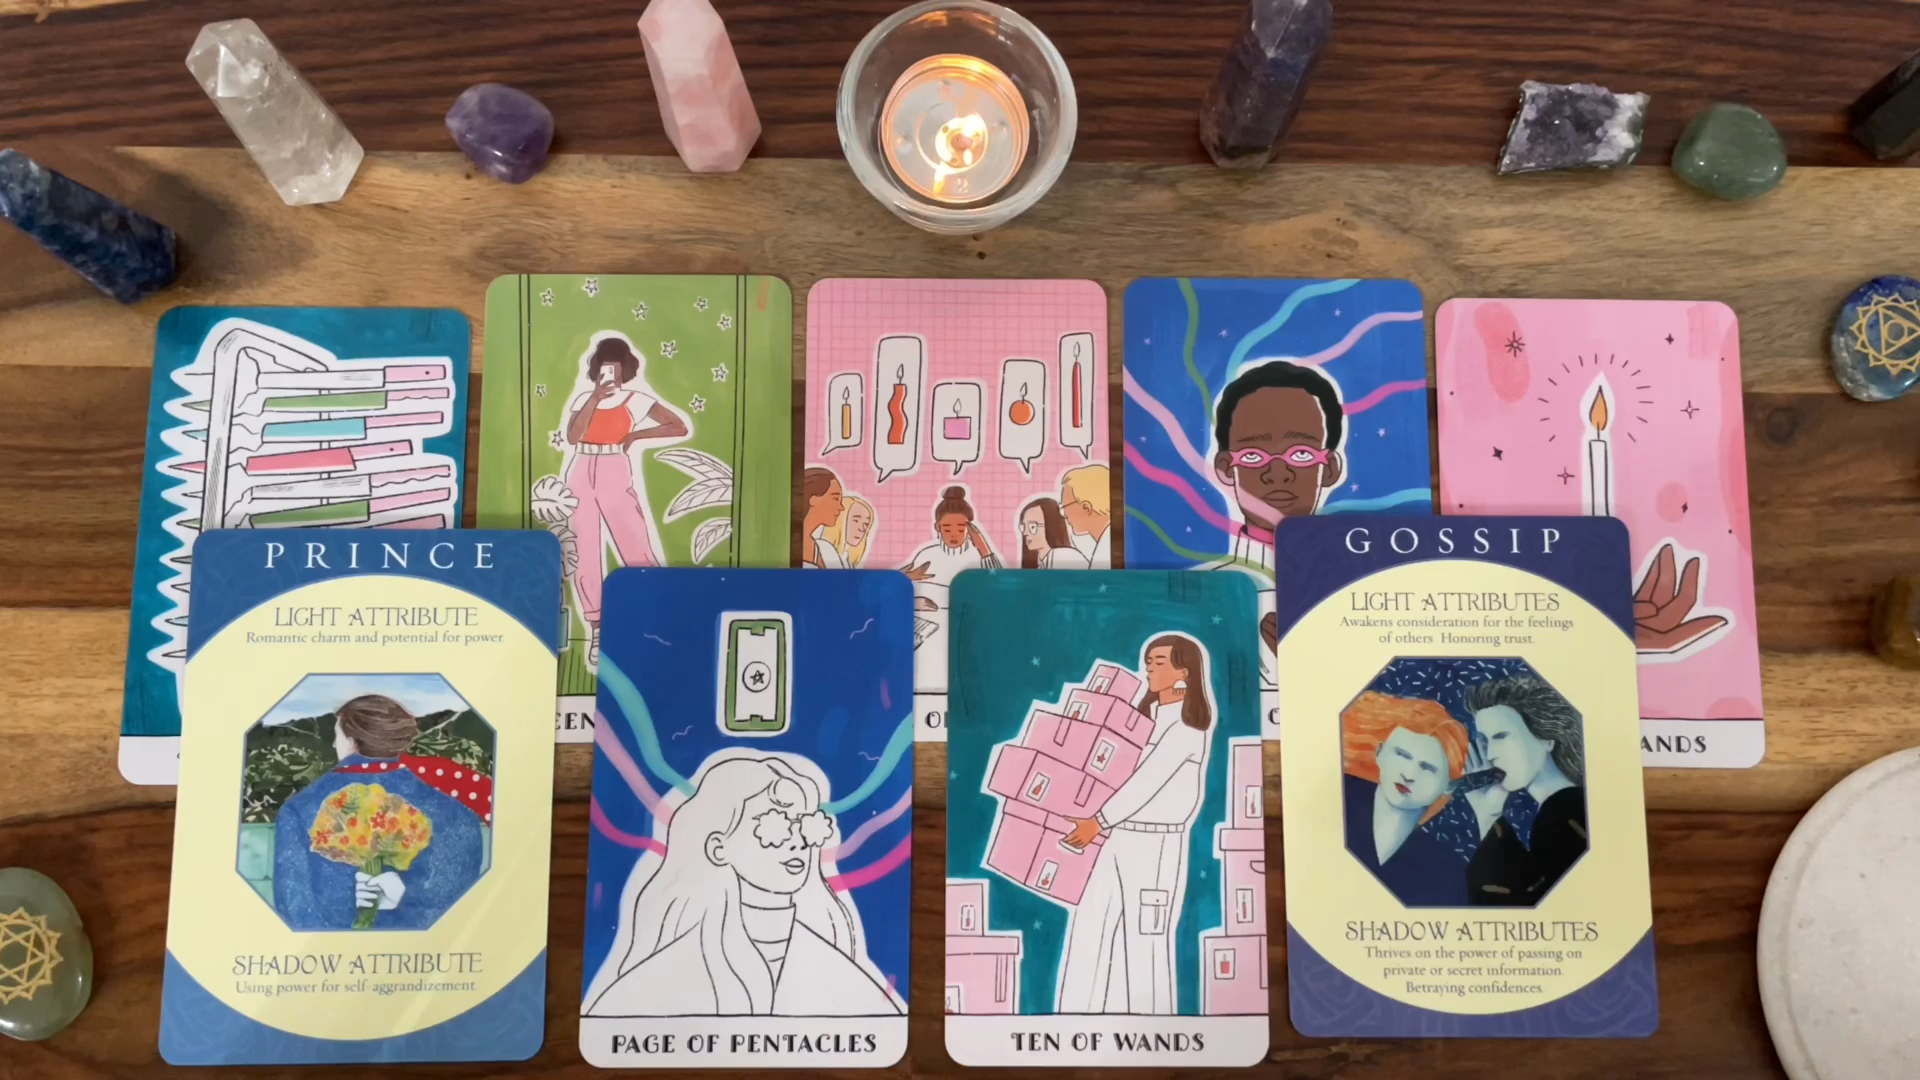 PRINCE
LIGHT ATTRIBUTE
Romantic charm and potential for power.
SHADOW ATTRIBUTE
Using power for self-aggrandizement.
PAGE OF PENTACLES
TEN OF WANDS
GOSSIP
LIGHT ATTRIBUTES
Awakens consideration for the feelings
of others Honoring trust.
SHADOW ATTRIBUTES
Thrives on the power of passing on
private or secret information.
Betraying confidences.